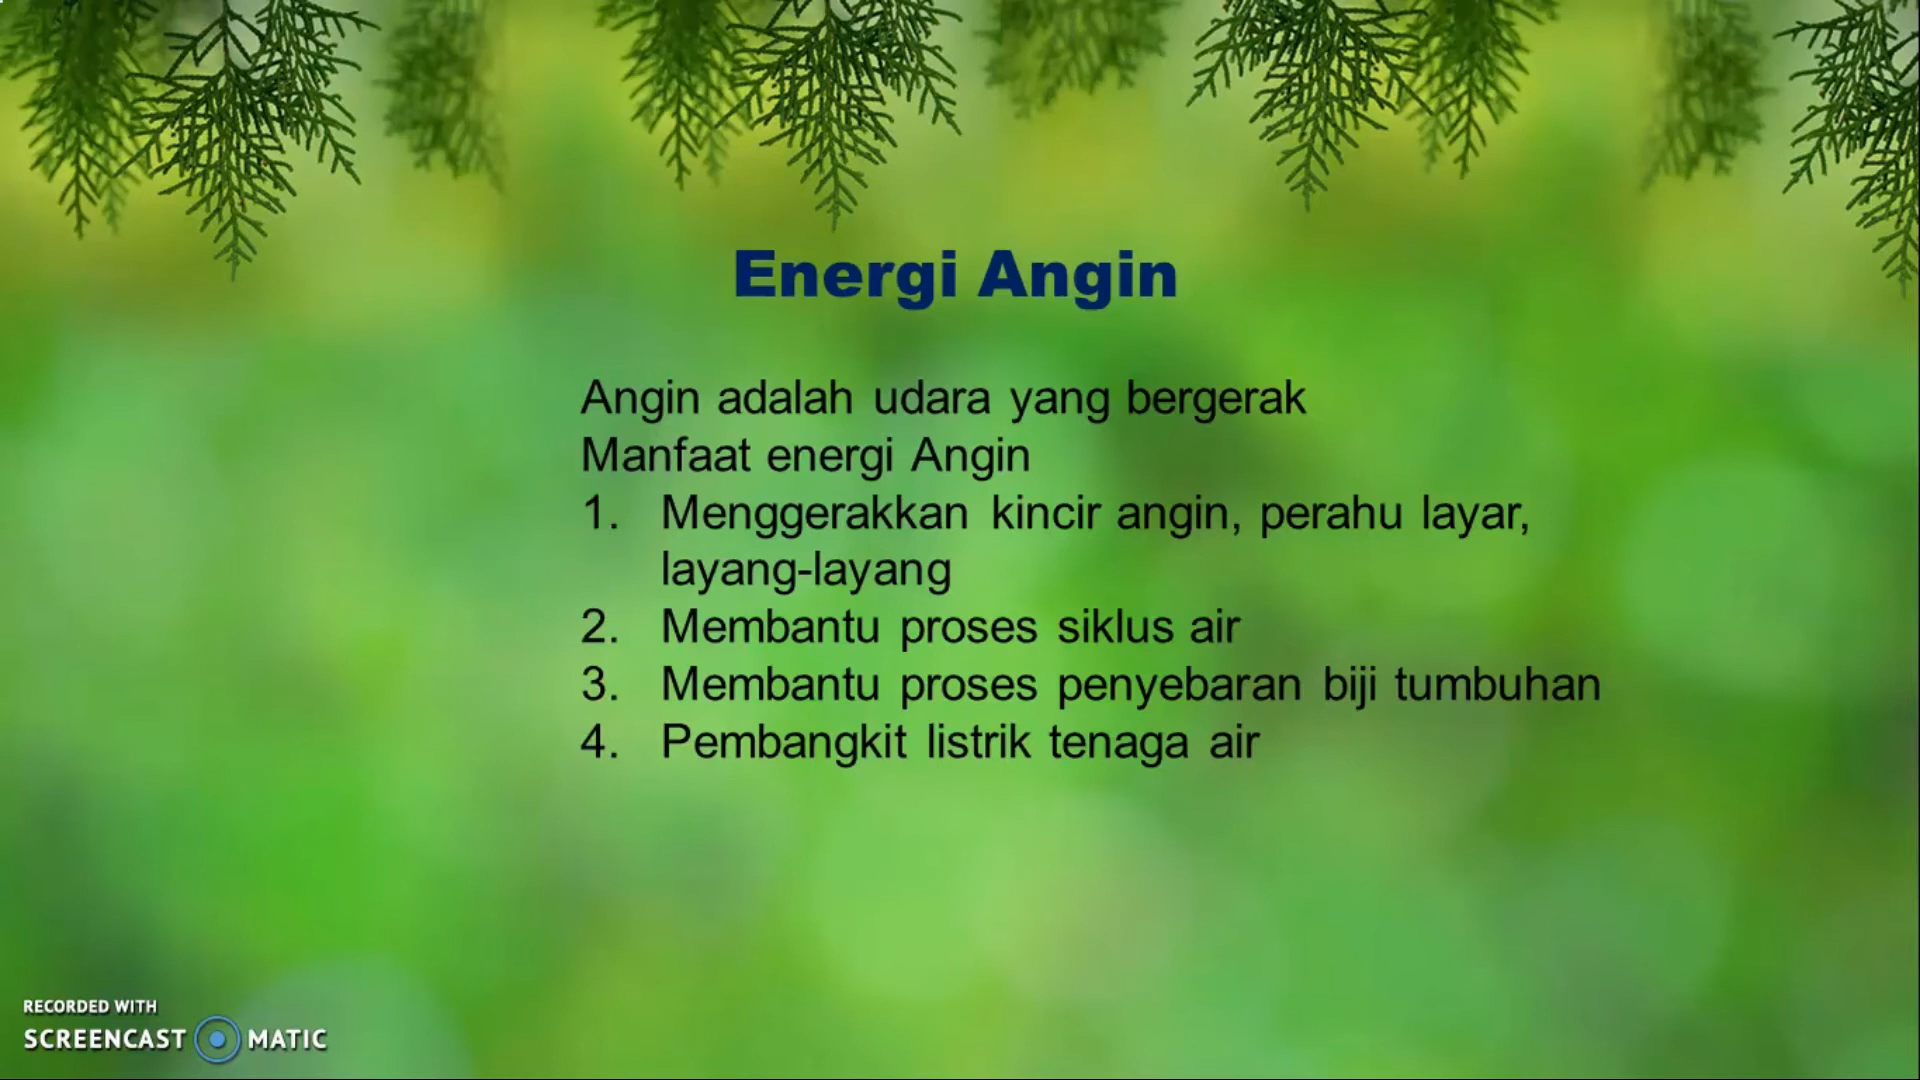 Energi Angin
Angin adalah udara yang bergerak
Manfaat energi Angin
1. Menggerakkan kincir angin, perahu layar,
layang-layang
2. Membantu proses siklus air
3. Membantu proses penyebaran biji tumbuhan
4. Pembangkit listrik tenaga air
RECORDED WITH
SCREENCAST MATIC